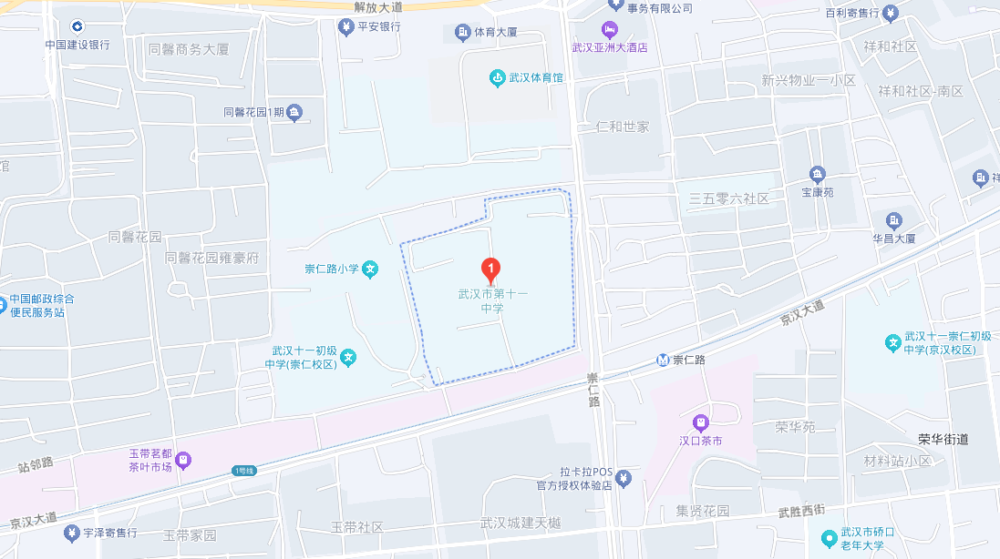 解放大道
事务有限公司
百利寄售行
中国建设银行
同馨商务大厦
平安银行
体育大厦
武汉亚洲大酒店
祥和社区
武汉体育馆
新兴物业一小区
祥和社区-南区
同馨花园1期
仁和世家
馆
宝康苑
祥
三五零六社区
同馨花园
同馨花园雍豪府
华昌大厦
崇仁路小学
1
武汉市第十一
中学
中国邮政综合
便民服务站
京汉大道
武汉十一初级
中学(崇仁校区)
武汉十一崇仁初级
中学(京汉校区)
崇仁路
崇仁路
汉口茶市
荣华苑
荣华街道
材料站小区
站邻路
玉带茗都
茶叶市场
1号线
拉卡拉POS
官方授权体验店
京汉大道
宇泽寄售行
玉带家园
玉带社区
武汉城建天樾
集贤花园
武胜西街
武汉市硚口
老年大学